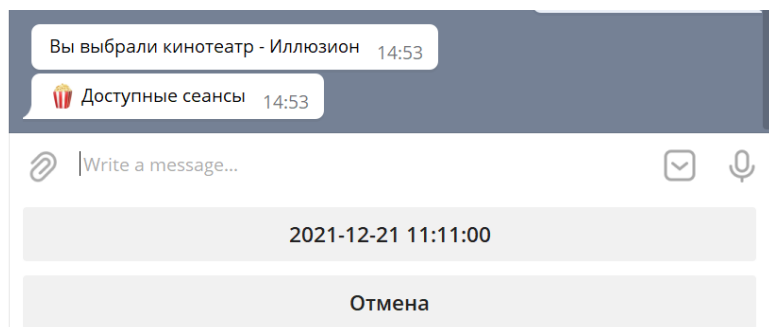 Вы выбрали кинотеатр - Иллюзион 14:53
🍿 Доступные сеансы 14:53
Write a message...
2021-12-21 11:11:00
Отмена